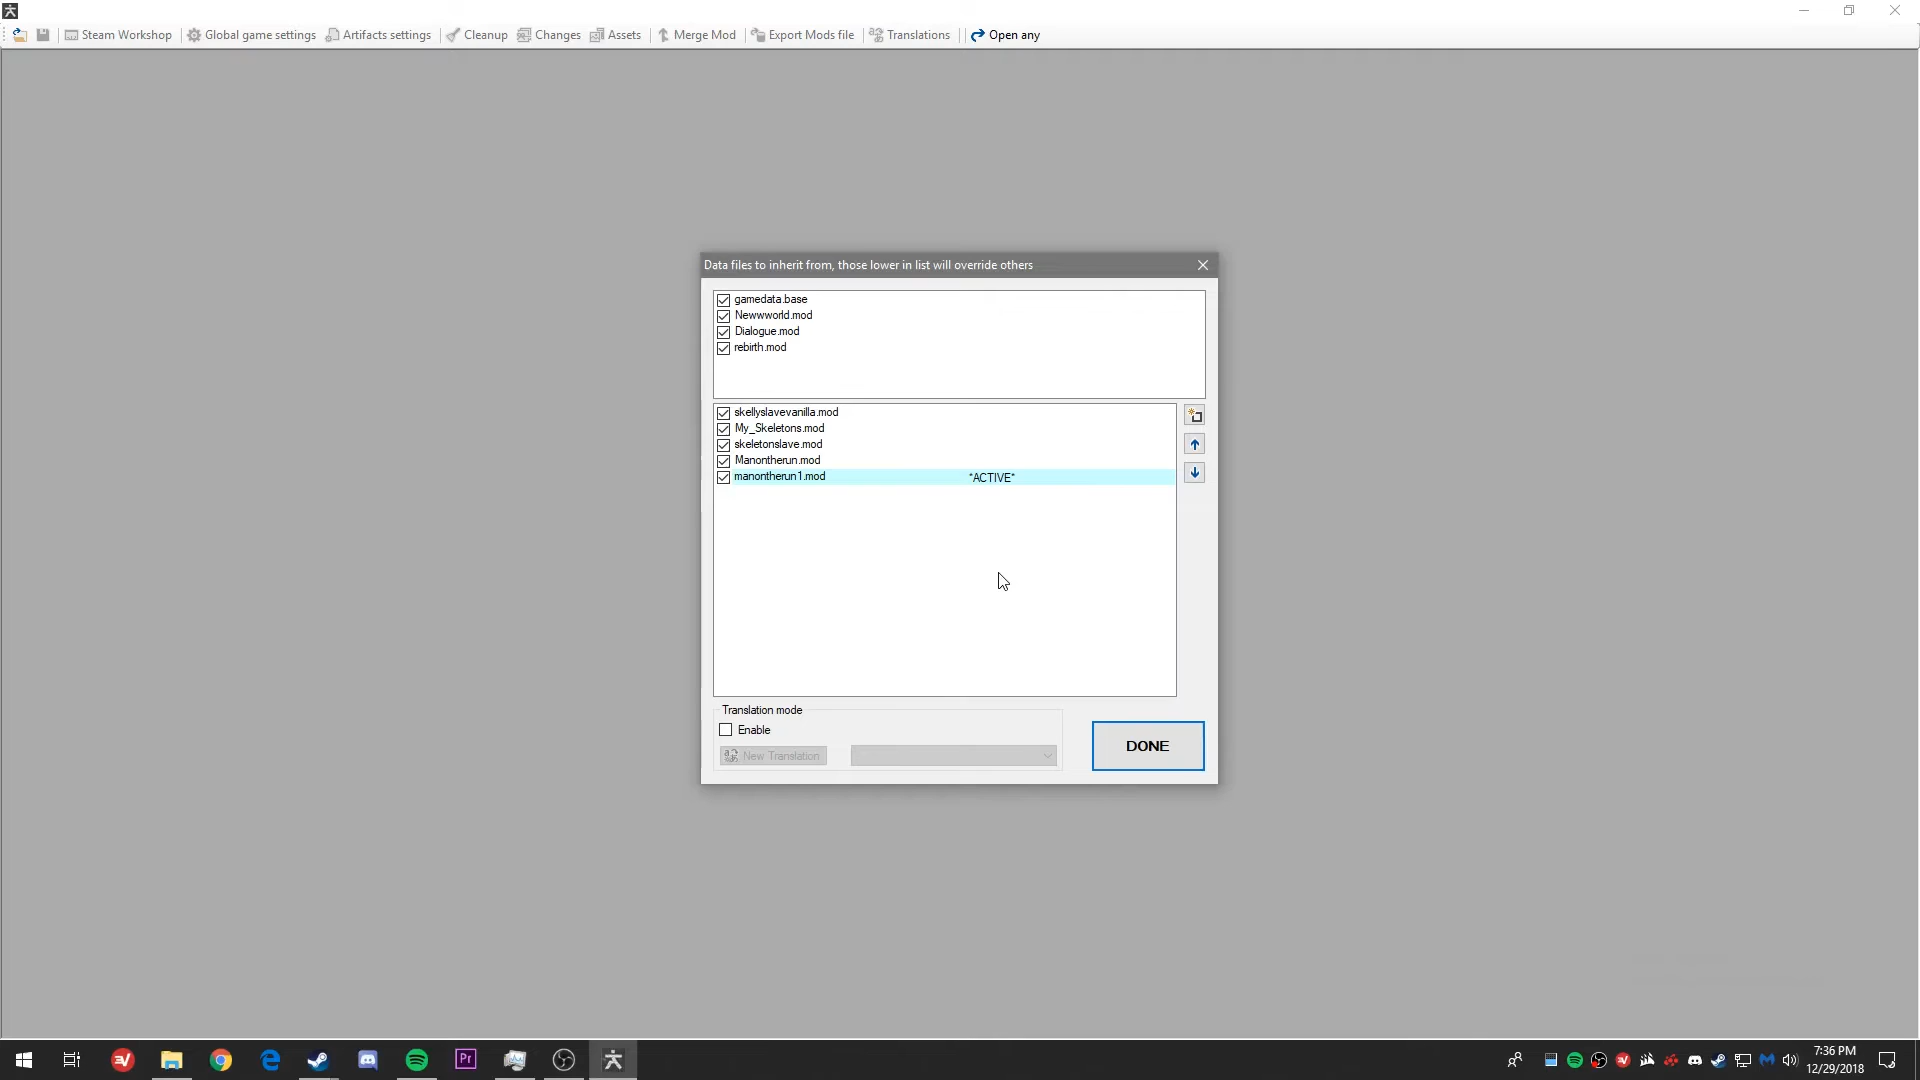 Steam Workshop Global game settings Artifacts settings Cleanup Changes Assets Merge Mod Export Mods file Translations Open any
Data files to inherit from, those lower in list will override others
gamedata.base
Newwworld.mod
Dialogue.mod
rebirth.mod
skellyslavevanilla.mod
My_Skeletons.mod
skeletonslave.mod
Manontherun.mod
manontherun1.mod *ACTIVE*
Translation mode
Enable
New Translation
DONE
Pr
7:36 PM
12/29/2018